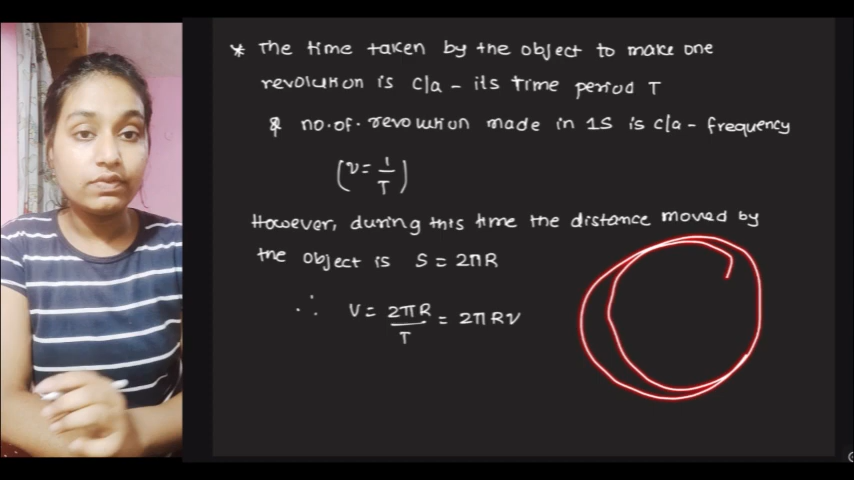 * The time taken by the object to make one
revolution is c/a - its time period T
& no.of. revolution made in 1S is c/a - frequency
(ν = 1/T)
However, during this time the distance moved by
the object is S = 2πR
∴ V = 2πR/T = 2πRν